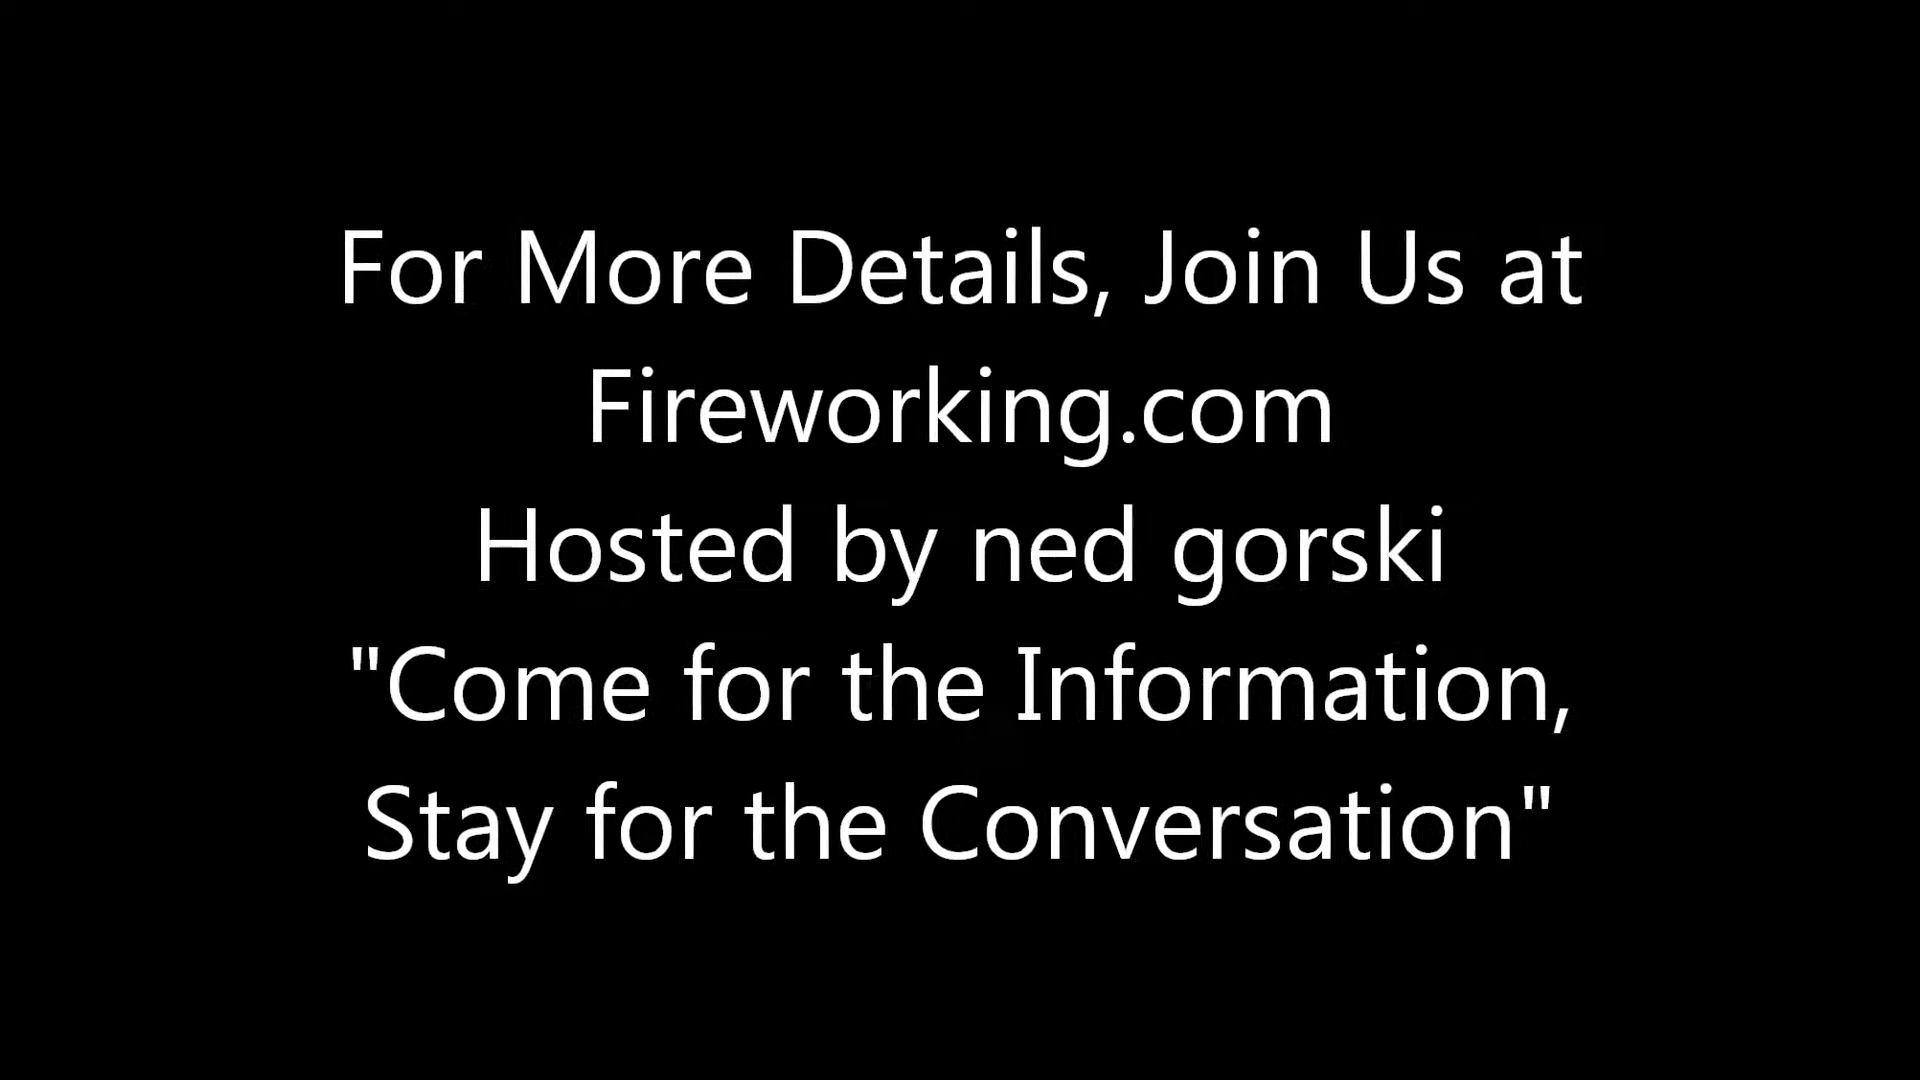 For More Details, Join Us at
Fireworking.com
Hosted by ned gorski
"Come for the Information,
Stay for the Conversation"